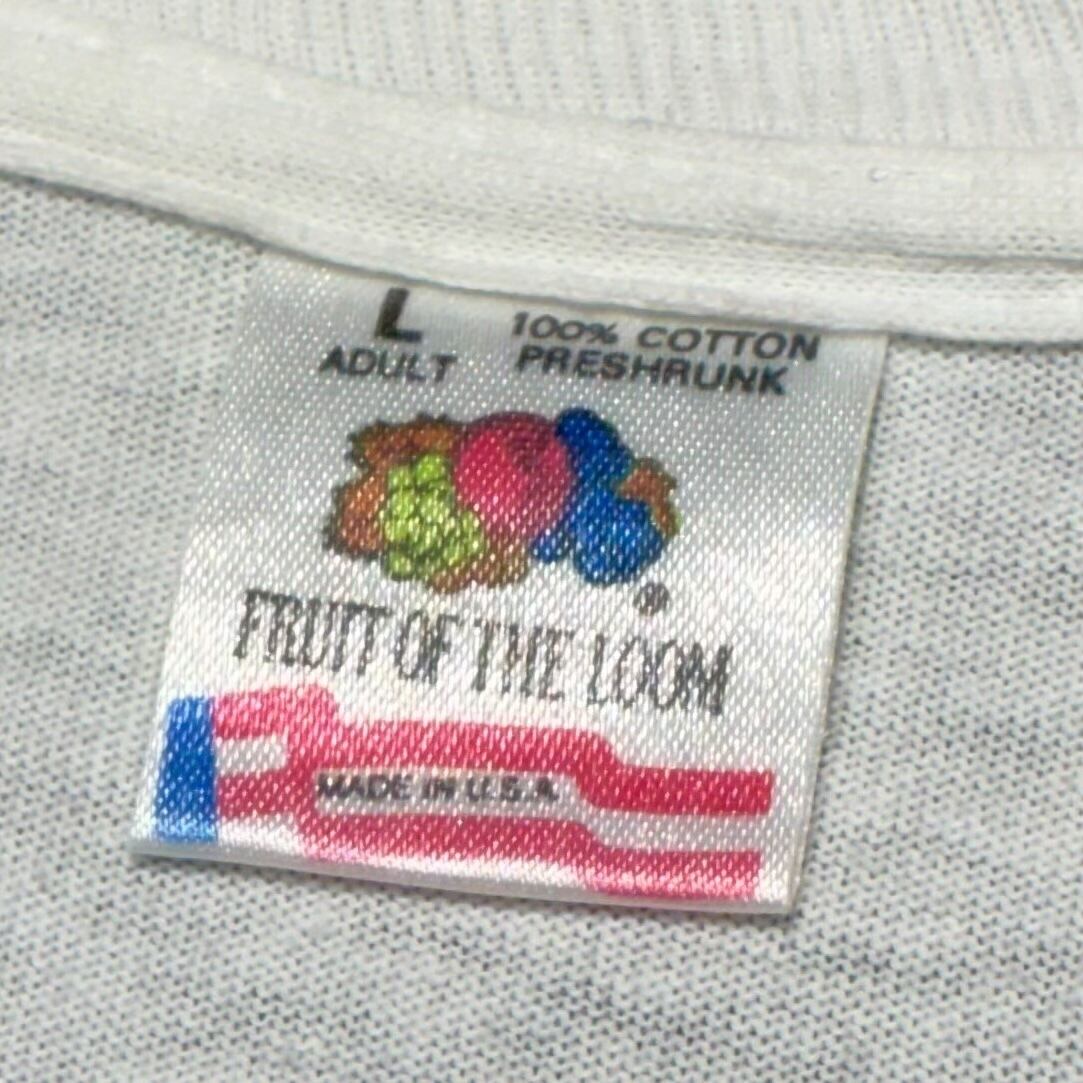 L
ADULT
100% COTTON
PRESHRUNK
®
FRUIT OF THE LOOM
MADE IN U.S.A.